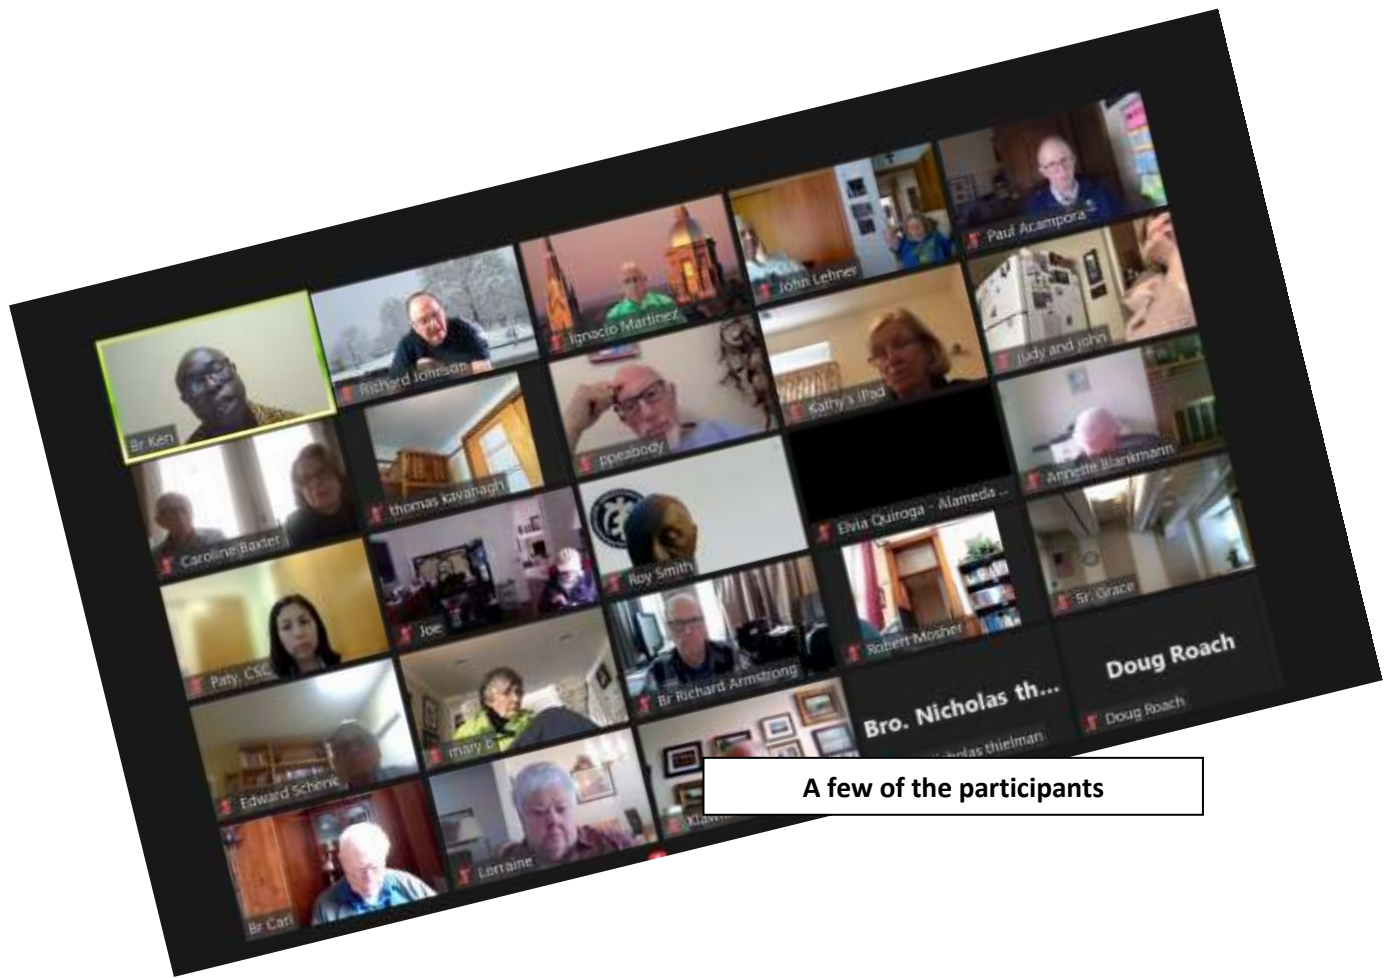 Br Ken
Richard Johnson
Ignacio Martinez
John Lehner
Paul Acampora
Caroline Baxter
thomas kavanagh
ppeabody
Kathy's iPad
Judy and john
Paty, CSC
Joe
Roy Smith
Elvia Quiroga - Alameda ...
Annette Blankmann
Edward
mary b
Br Richard Armstrong
Robert Mosher
Sr. Grace
Br Carl
Lorraine
Bro. Nicholas th...
thielman
Doug Roach
Doug Roach
A few of the participants